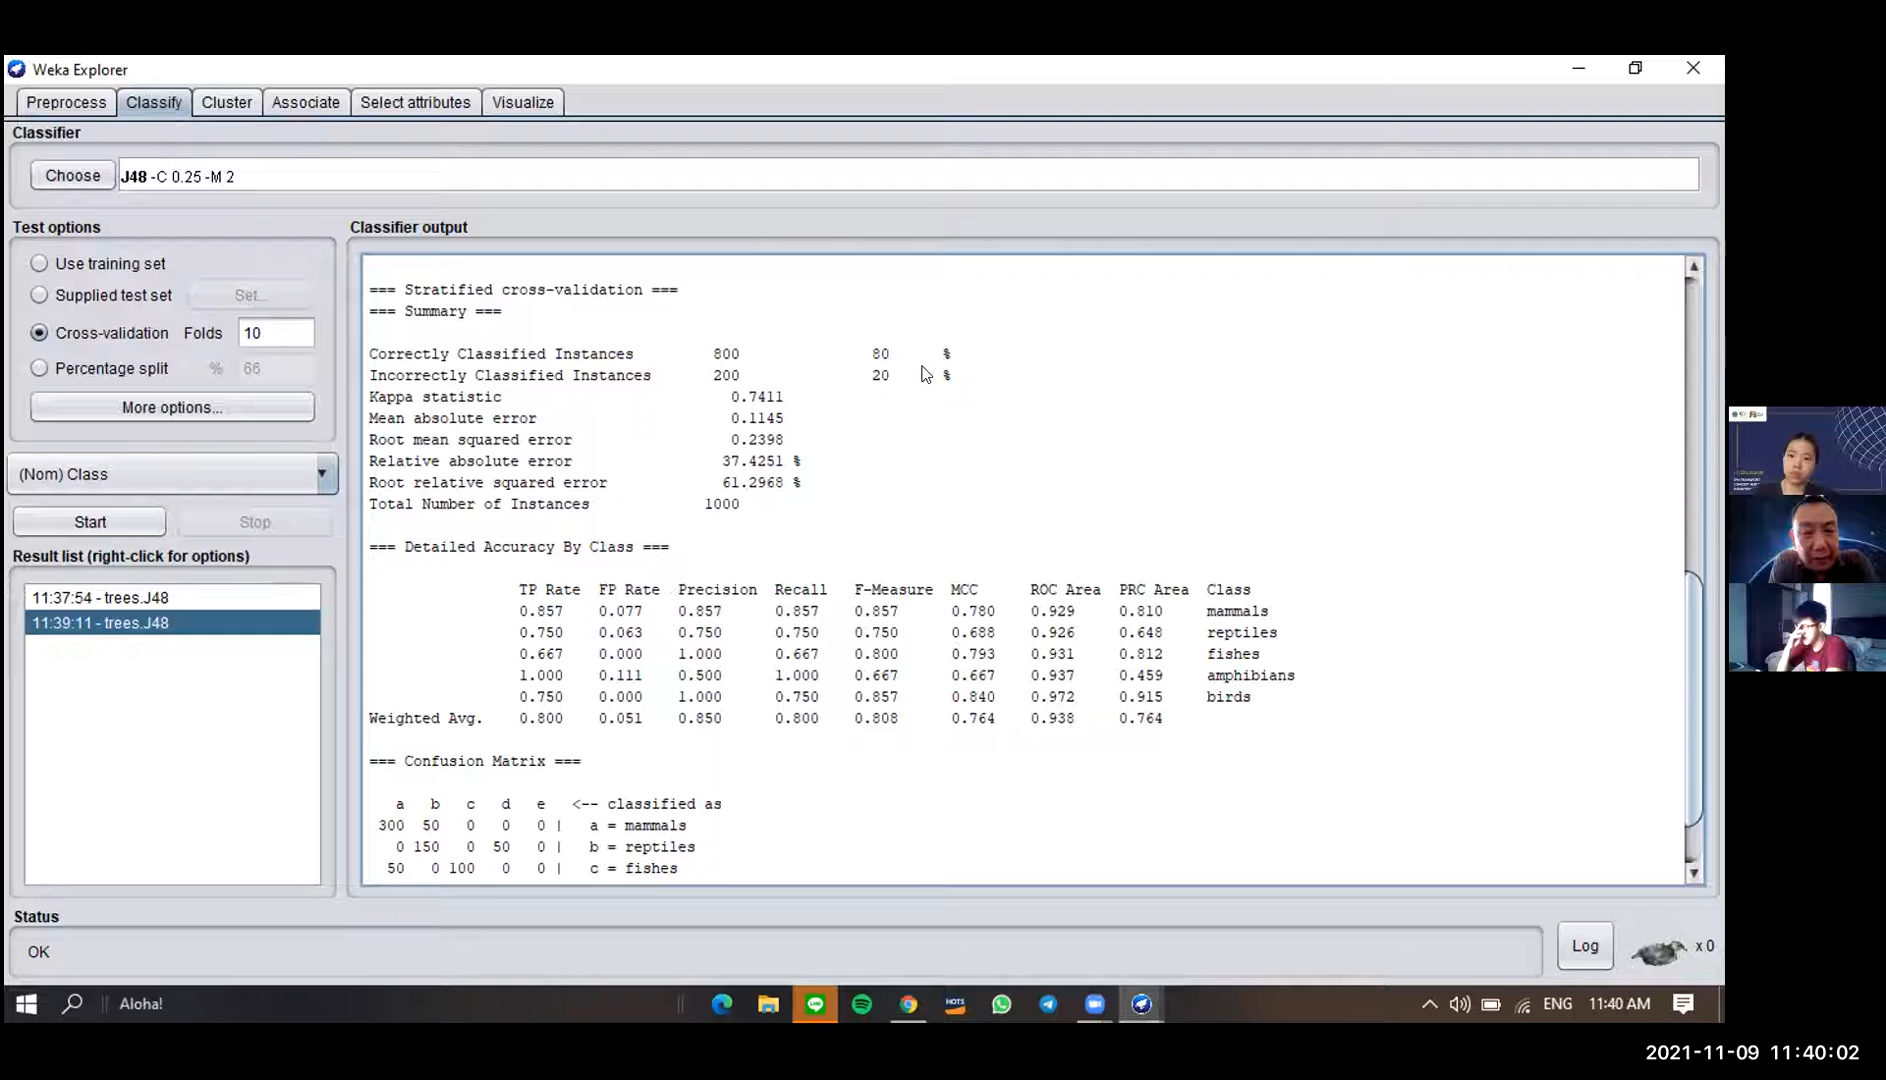 Weka Explorer
Preprocess Classify Cluster Associate Select attributes Visualize
Classifier
Choose J48 -C 0.25 -M 2
Test options
Use training set
Supplied test set Set...
Cross-validation Folds 10
Percentage split % 66
More options...
(Nom) Class
Start Stop
Result list (right-click for options)
11:37:54 - trees.J48
11:39:11 - trees.J48
Classifier output
=== Stratified cross-validation ===
=== Summary ===
Correctly Classified Instances 800 80 %
Incorrectly Classified Instances 200 20 %
Kappa statistic 0.7411
Mean absolute error 0.1145
Root mean squared error 0.2398
Relative absolute error 37.4251 %
Root relative squared error 61.2968 %
Total Number of Instances 1000
=== Detailed Accuracy By Class ===
TP Rate FP Rate Precision Recall F-Measure MCC ROC Area PRC Area Class
0.857 0.077 0.857 0.857 0.857 0.780 0.929 0.810 mammals
0.750 0.063 0.750 0.750 0.750 0.688 0.926 0.648 reptiles
0.667 0.000 1.000 0.667 0.800 0.793 0.931 0.812 fishes
1.000 0.111 0.500 1.000 0.667 0.667 0.937 0.459 amphibians
0.750 0.000 1.000 0.750 0.857 0.840 0.972 0.915 birds
Weighted Avg. 0.800 0.051 0.850 0.800 0.808 0.764 0.938 0.764
=== Confusion Matrix ===
a b c d e <-- classified as
300 50 0 0 0 | a = mammals
0 150 0 50 0 | b = reptiles
50 0 100 0 0 | c = fishes
Status
OK
Log x 0
Aloha!
HOTS
ENG 11:40 AM
2021-11-09 11:40:02